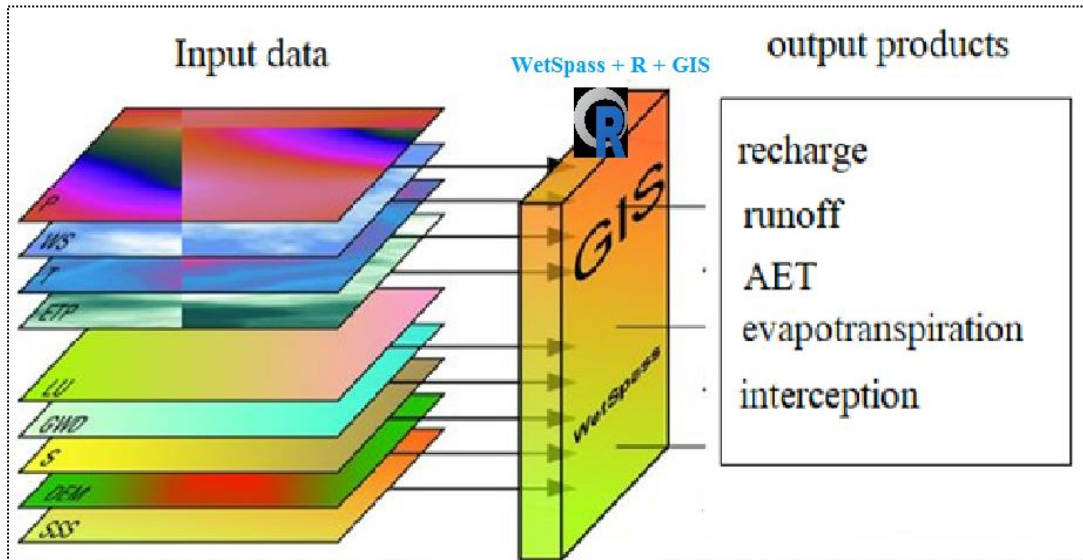 Input data
WetSpass + R + GIS
output products
P
WS
T
ETP
LU
GWD
S
DEM
SSS
R
GIS
WetSpass
recharge
runoff
AET
evapotranspiration
interception